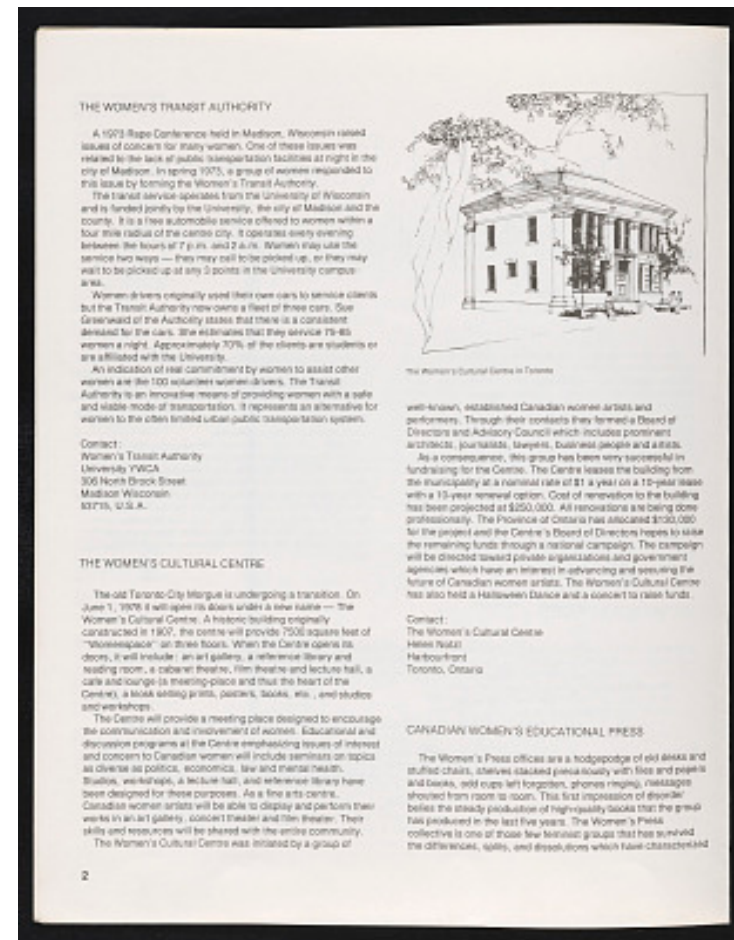 THE WOMEN'S TRANSIT AUTHORITY
A 1973 Rape Conference held in Madison, Wisconsin raised
issues of concern for many women. One of these issues was
related to the lack of public transportation facilities at night in the
city of Madison. In spring 1973, a group of women responded to
this issue by forming the Women's Transit Authority.
The transit service operates from the University of Wisconsin
and is funded jointly by the University, the city of Madison and the
county. It is a free automobile service offered to women within a
four mile radius of the centre city. It operates every evening
between the hours of 7 p.m. and 2 a.m. Women may use the
service two ways — they may call to be picked up, or they may
wait to be picked up at any 3 points in the University campus
area.
Women drivers originally used their own cars to service clients
but the Transit Authority now owns a fleet of three cars. Sue
Greenwald of the Authority states that there is a consistent
demand for the cars. She estimates that they service 75-85
women a night. Approximately 70% of the clients are students or
are affiliated with the University.
An indication of real commitment by women to assist other
women are the 100 volunteer women drivers. The Transit
Authority is an innovative means of providing women with a safe
and viable mode of transportation. It represents an alternative for
women to the often limited urban public transportation system.
Contact:
Women's Transit Authority
University YWCA
306 North Brook Street
Madison Wisconsin
53715, U.S.A.
THE WOMEN'S CULTURAL CENTRE
The old Toronto City Morgue is undergoing a transition. On
June 1, 1978 it will open its doors under a new name — The
Women's Cultural Centre. A historic building originally
constructed in 1907, the centre will provide 7500 square feet of
"Womenspace" on three floors. When the Centre opens its
doors, it will include: an art gallery, a reference library and
reading room, a cabaret theatre, film theatre and lecture hall, a
cafe and lounge (a meeting-place and thus the heart of the
Centre), a kiosk selling prints, posters, books, etc., and studios
and workshops.
The Centre will provide a meeting place designed to encourage
the communication and involvement of women. Educational and
discussion programs at the Centre emphasizing issues of interest
and concern to Canadian women will include seminars on topics
as diverse as politics, economics, law and mental health.
Studios, workshops, a lecture hall, and reference library have
been designed for these purposes. As a fine arts centre,
Canadian women artists will be able to display and perform their
works in an art gallery, concert theater and film theater. Their
skills and resources will be shared with the entire community.
The Women's Cultural Centre was initiated by a group of
2
The Women's Cultural Centre in Toronto
well-known, established Canadian women artists and
performers. Through their contacts they formed a Board of
Directors and Advisory Council which includes prominent
architects, journalists, lawyers, business people and artists.
As a consequence, this group has been very successful in
fundraising for the Centre. The Centre leases the building from
the municipality at a nominal rate of $1 a year on a 10-year lease
with a 10-year renewal option. Cost of renovation to the building
has been projected at $250,000. All renovations are being done
professionally. The Province of Ontario has allocated $130,000
for the project and the Centre's Board of Directors hopes to raise
the remaining funds through a national campaign. The campaign
will be directed toward private organizations and government
agencies which have an interest in advancing and securing the
future of Canadian women artists. The Women's Cultural Centre
has also held a Halloween Dance and a concert to raise funds.
Contact:
The Women's Cultural Centre
Helen
Harbourfront
Toronto, Ontario
CANADIAN WOMEN'S EDUCATIONAL PRESS
The Women's Press offices are a hodgepodge of old desks and
stuffed chairs, shelves stacked precariously with files and papers
and books, odd cups left forgotten, phones ringing, messages
shouted from room to room. This first impression of disorder
belies the steady production of high-quality books that the group
has produced in the last five years. The Women's Press
collective is one of those few feminist groups that has survived
the differences, splits, and dissolutions which have characterized